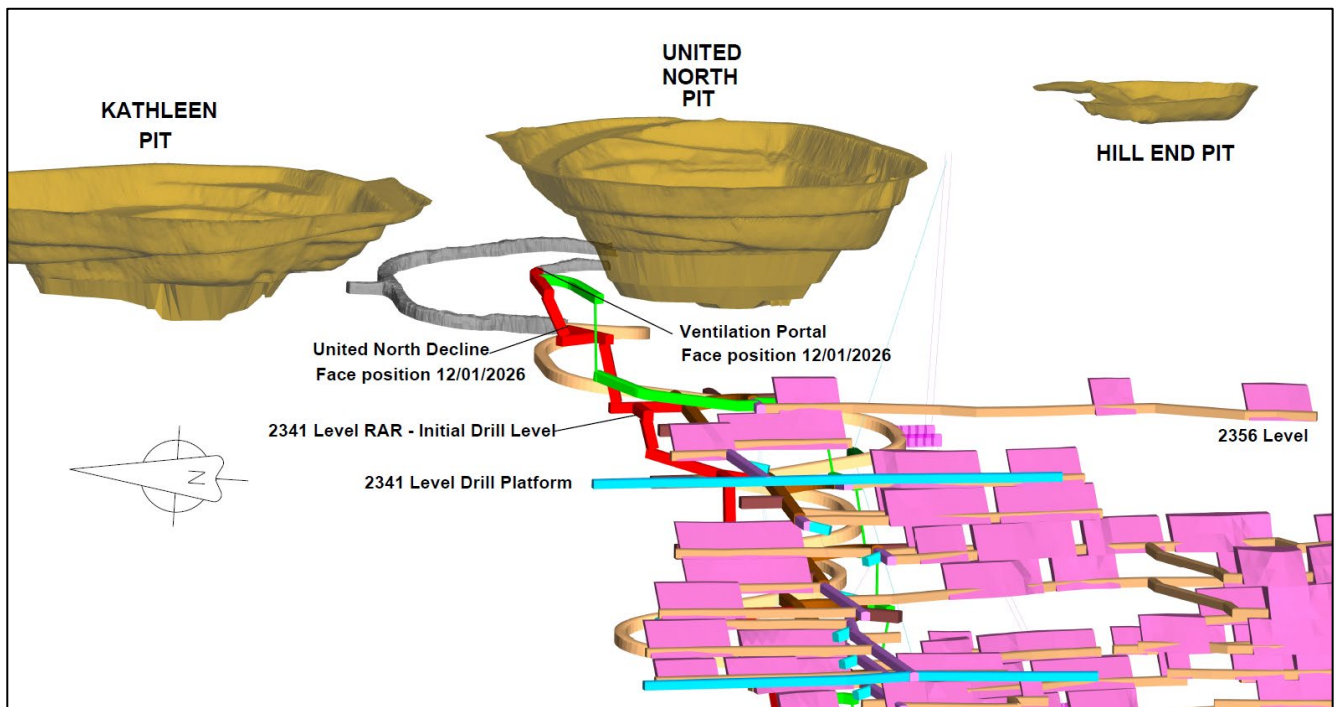 KATHLEEN
PIT
UNITED
NORTH
PIT
HILL END PIT
United North Decline
Face position 12/01/2026
Ventilation Portal
Face position 12/01/2026
2341 Level RAR - Initial Drill Level
2356 Level
2341 Level Drill Platform
N